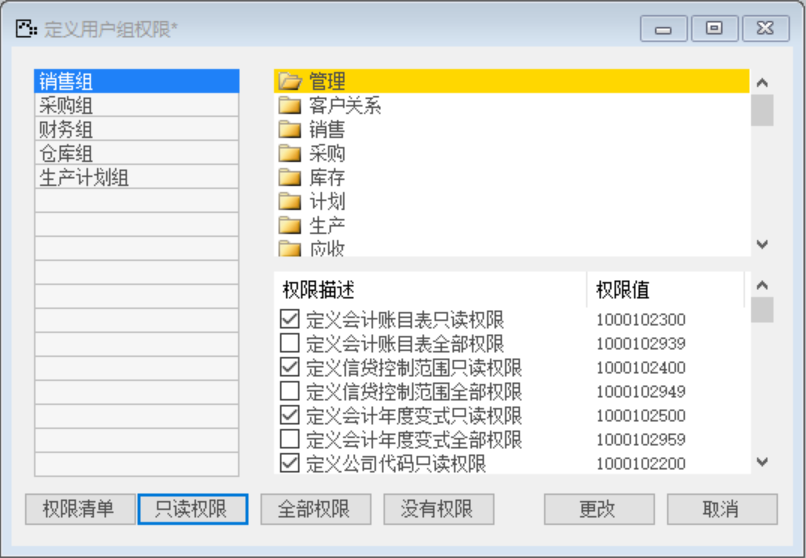 定义用户组权限*
销售组
采购组
财务组
仓库组
生产计划组
管理
客户关系
销售
采购
库存
计划
生产
应收
权限描述 权限值
定义会计账目表只读权限 1000102300
定义会计账目表全部权限 1000102939
定义信贷控制范围只读权限 1000102400
定义信贷控制范围全部权限 1000102949
定义会计年度变式只读权限 1000102500
定义会计年度变式全部权限 1000102959
定义公司代码只读权限 1000102200
权限清单 只读权限 全部权限 没有权限 更改 取消